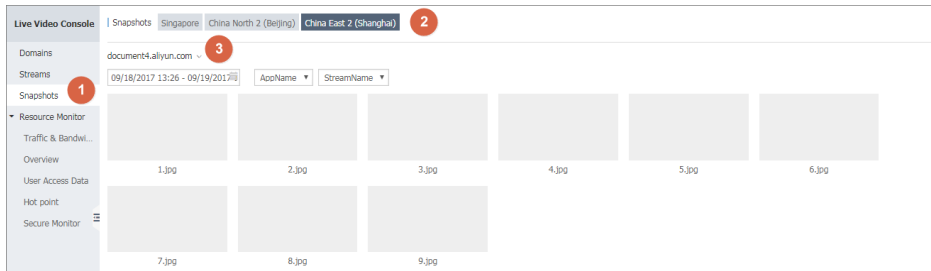 Live Video Console
Snapshots Singapore China North 2 (Beijing) China East 2 (Shanghai) 2
Domains
document4.aliyun.com 3
Streams
09/18/2017 13:26 - 09/19/2017 AppName StreamName
Snapshots 1
Resource Monitor
Traffic & Bandwi...
Overview
1.jpg 2.jpg 3.jpg 4.jpg 5.jpg 6.jpg
User Access Data
Hot point
Secure Monitor
7.jpg 8.jpg 9.jpg